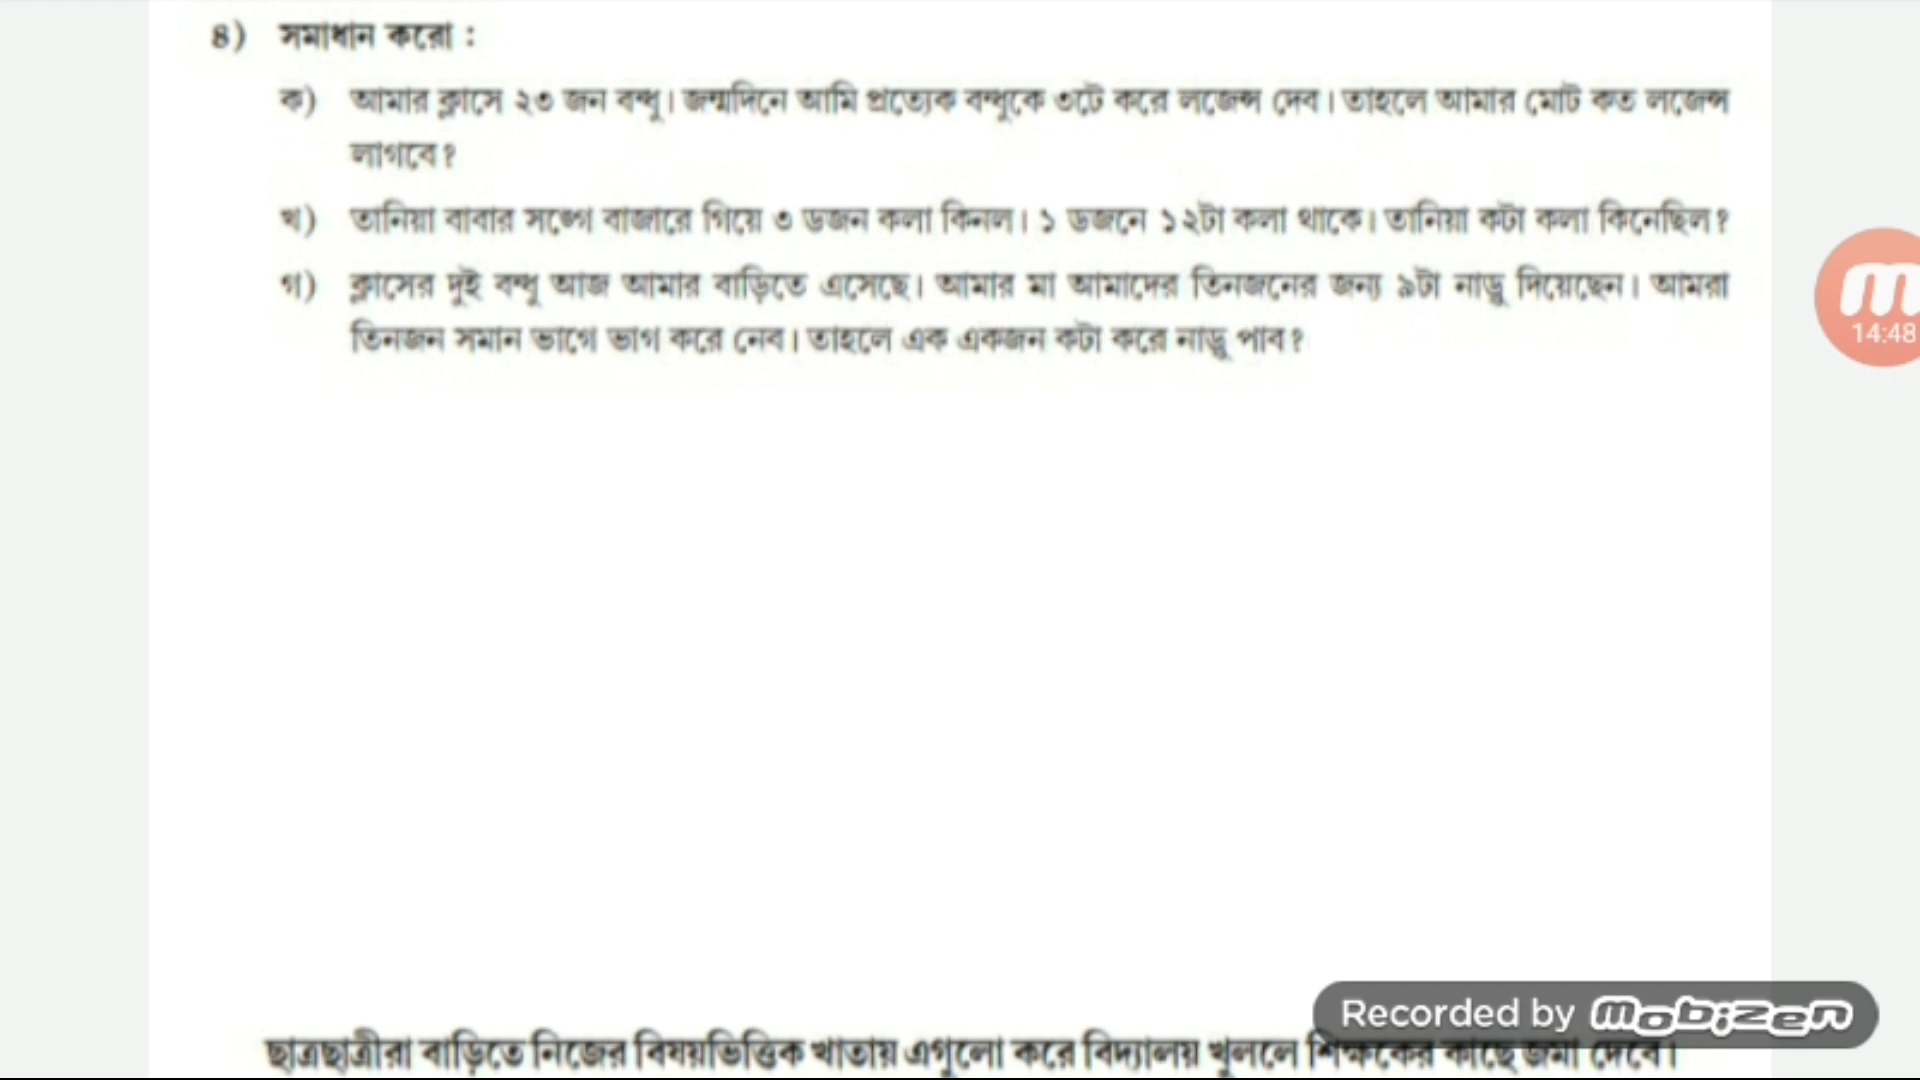 ৪) সমাধান করো :
ক) আমার ক্লাসে ২৩ জন বন্ধু। জন্মদিনে আমি প্রত্যেক বন্ধুকে ৩টে করে লজেন্স দেব। তাহলে আমার মোট কত লজেন্স
লাগবে?
খ) তানিয়া বাবার সঙ্গে বাজারে গিয়ে ৩ ডজন কলা কিনল। ১ ডজনে ১২টা কলা থাকে। তানিয়া কটা কলা কিনেছিল?
গ) ক্লাসের দুই বন্ধু আজ আমার বাড়িতে এসেছে। আমার মা আমাদের তিনজনের জন্য ৯টা নাড়ু দিয়েছেন। আমরা
তিনজন সমান ভাগে ভাগ করে নেব। তাহলে এক একজন কটা করে নাড়ু পাব?
14:48
Recorded by mobizen
ছাত্রছাত্রীরা বাড়িতে নিজের বিষয়ভিত্তিক খাতায় এগুলো করে বিদ্যালয় খুললে শিক্ষকের কাছে জমা দেবে।